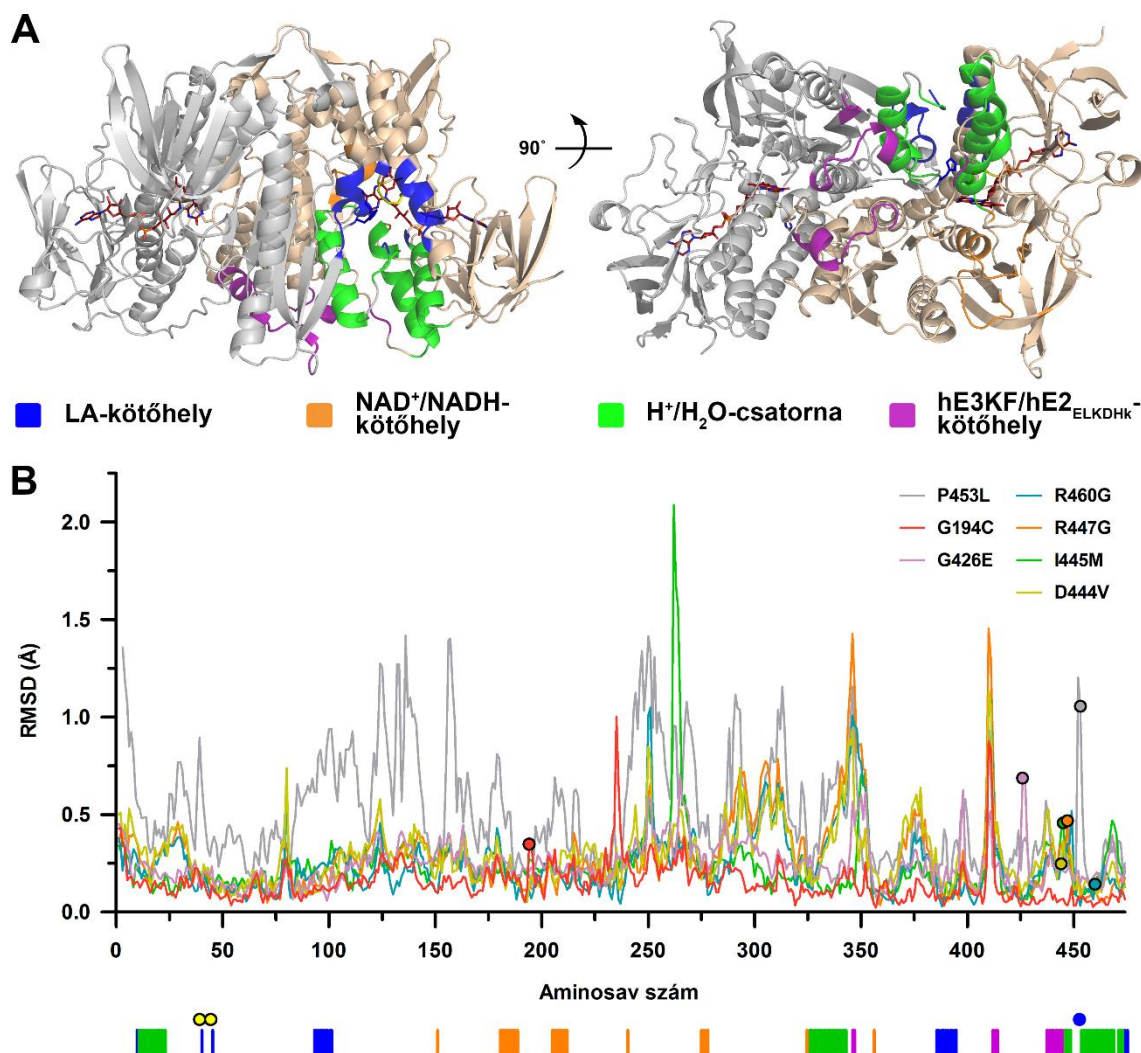 A
90°
LA-kötőhely
NAD⁺/NADH-
kötőhely
H⁺/H₂O-csatorna
hE3KF/hE2ELKDHk-
kötőhely
B
P453L
G194C
G426E
R460G
R447G
I445M
D444V
RMSD (Å)
2.0
1.5
1.0
0.5
0.0
0
50
100
150
200
250
300
350
400
450
Aminosav szám